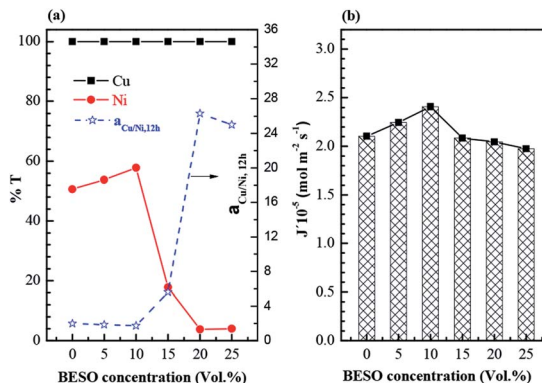 (a)
100
80
60
40
20
0
% T
Cu
Ni
a Cu/Ni,12h
36
32
28
24
20
16
12
8
4
0
a Cu/Ni, 12h
0 5 10 15 20 25
BESO concentration (Vol.%)
(b)
3.0
2.5
2.0
1.5
1.0
0.5
0.0
J´10⁻⁵ (mol m⁻² s⁻¹)
0 5 10 15 20 25
BESO concentration (Vol.%)